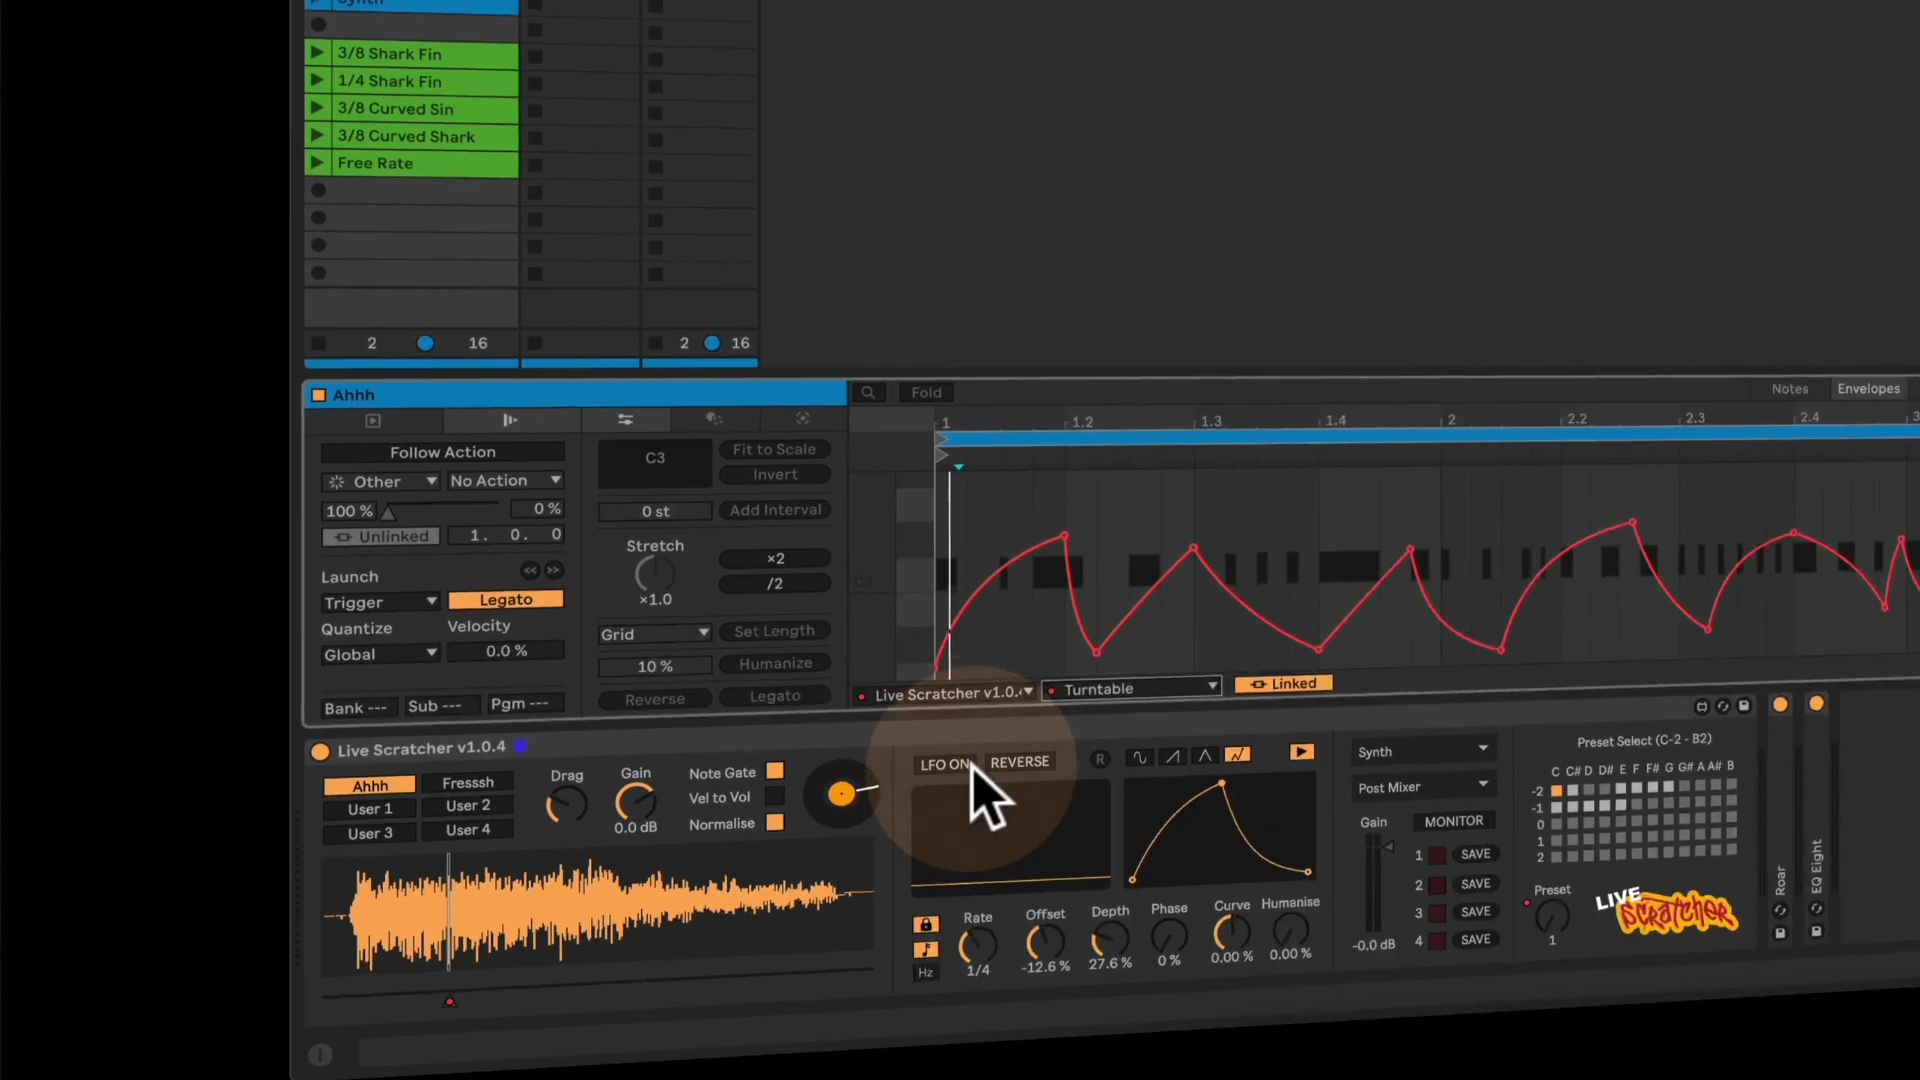 Synth
3/8 Shark Fin
1/4 Shark Fin
3/8 Curved Sin
3/8 Curved Shark
Free Rate
2 16
2 16
Ahhh
Fold
Notes
Envelopes
1 1.2 1.3 1.4 2 2.2 2.3 2.4 3
Follow Action
Other
No Action
100 %
0 %
Unlinked
1. 0. 0
Launch
Trigger
Legato
Quantize
Velocity
Global
0.0 %
Bank ---
Sub ---
Pgm ---
C3
Fit to Scale
Invert
0 st
Add Interval
Stretch
×2
/2
×1.0
Grid
Set Length
10 %
Humanize
Reverse
Legato
C3
Live Scratcher v1.0.4
Turntable
Linked
Live Scratcher v1.0.4
Ahhh
Fresssh
User 1
User 2
User 3
User 4
Drag
Gain
0.0 dB
Note Gate
Vel to Vol
Normalise
LFO ON
REVERSE
R
Rate
1/4
Offset
-12.6 %
Depth
27.6 %
Phase
0 %
Curve
0.00 %
Humanise
0.00 %
Hz
Synth
Post Mixer
Gain
MONITOR
1 SAVE
2 SAVE
3 SAVE
4 SAVE
-0.0 dB
Preset Select (C-2 - B2)
C C# D D# E F F# G G# A A# B
-2
-1
0
1
2
Preset
1
LIVE
SCRATCHER
Roar
EQ Eight